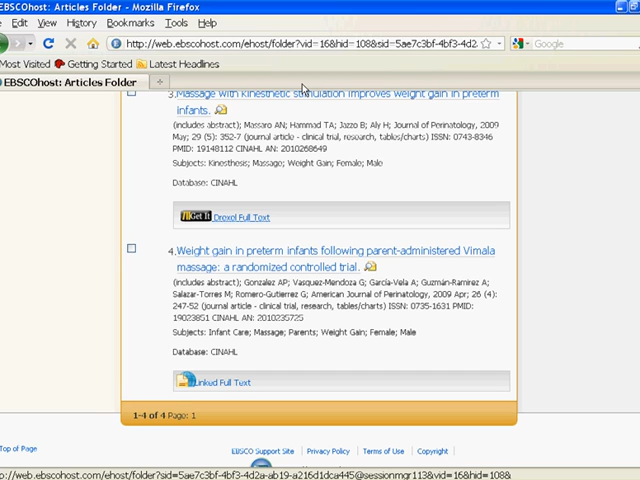 EBSCOhost: Articles Folder - Mozilla Firefox
Edit View History Bookmarks Tools Help
http://web.ebscohost.com/ehost/folder?vid=16&hid=108&sid=5ae7c3bf-4bf3-4d2 Google
Most Visited Getting Started Latest Headlines
EBSCOhost: Articles Folder
3. Massage with kinesthetic stimulation improves weight gain in preterm
infants.
(includes abstract); Massaro AN; Hammad TA; Jazzo B; Aly H; Journal of Perinatology, 2009
May; 29 (5): 352-7 (journal article - clinical trial, research, tables/charts) ISSN: 0743-8346
PMID: 19148112 CINAHL AN: 2010268649
Subjects: Kinesthesis; Massage; Weight Gain; Female; Male
Database: CINAHL
Get It Drexel Full Text
4. Weight gain in preterm infants following parent-administered Vimala
massage: a randomized controlled trial.
(includes abstract); Gonzalez AP; Vasquez-Mendoza G; García-Vela A; Guzmán-Ramirez A;
Salazar-Torres M; Romero-Gutierrez G; American Journal of Perinatology, 2009 Apr; 26 (4):
247-52 (journal article - clinical trial, research, tables/charts) ISSN: 0735-1631 PMID:
19023851 CINAHL AN: 2010235725
Subjects: Infant Care; Massage; Parents; Weight Gain; Female; Male
Database: CINAHL
Linked Full Text
1-4 of 4 Page: 1
Top of Page
EBSCO Support Site Privacy Policy Terms of Use Copyright
http://web.ebscohost.com/ehost/folder?sid=5ae7c3bf-4bf3-4d2a-ab19-a216d1dca445@sessionmgr113&vid=16&hid=108&